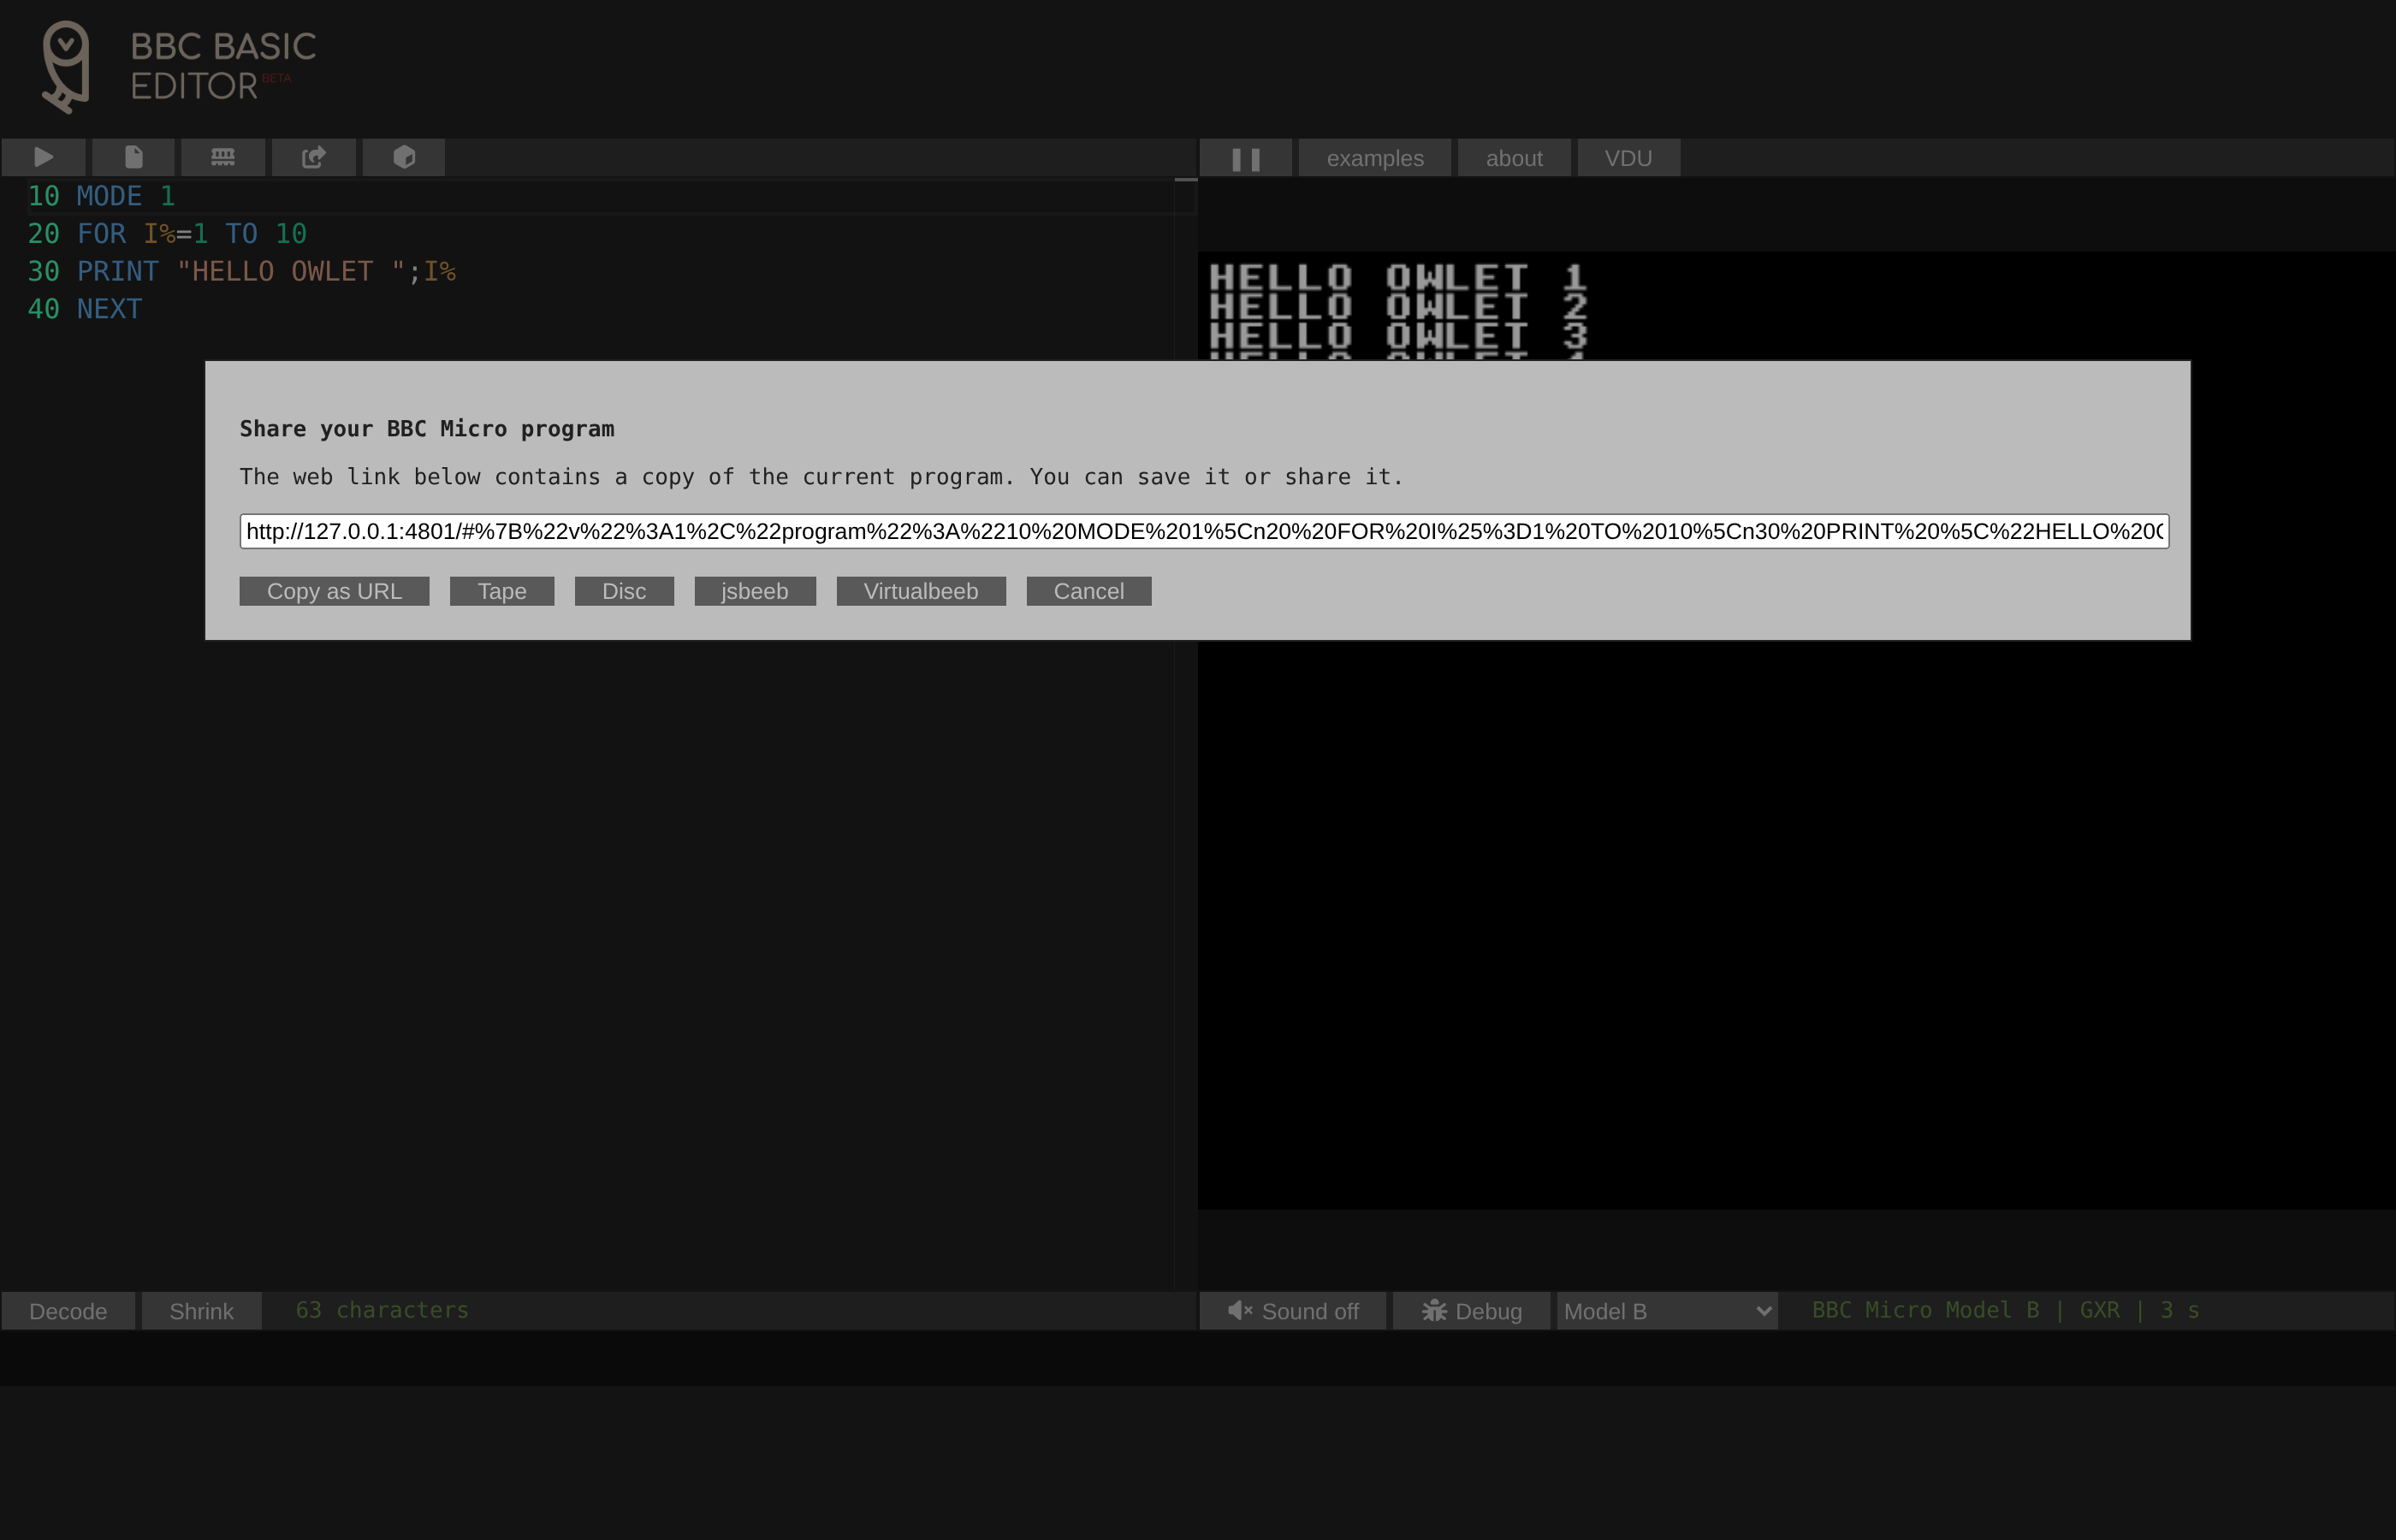 BBC BASIC
EDITOR BETA
examples about VDU
10 MODE 1
20 FOR I%=1 TO 10
30 PRINT "HELLO OWLET ";I%
40 NEXT
HELLO OWLET 1
HELLO OWLET 2
HELLO OWLET 3
Share your BBC Micro program
The web link below contains a copy of the current program. You can save it or share it.
http://127.0.0.1:4801/#%7B%22v%22%3A1%2C%22program%22%3A%2210%20MODE%201%5Cn20%20FOR%20I%25%3D1%20TO%2010%5Cn30%20PRINT%20%5C%22HELLO%20
Copy as URL Tape Disc jsbeeb Virtualbeeb Cancel
Decode Shrink 63 characters
Sound off Debug Model B BBC Micro Model B | GXR | 3 s